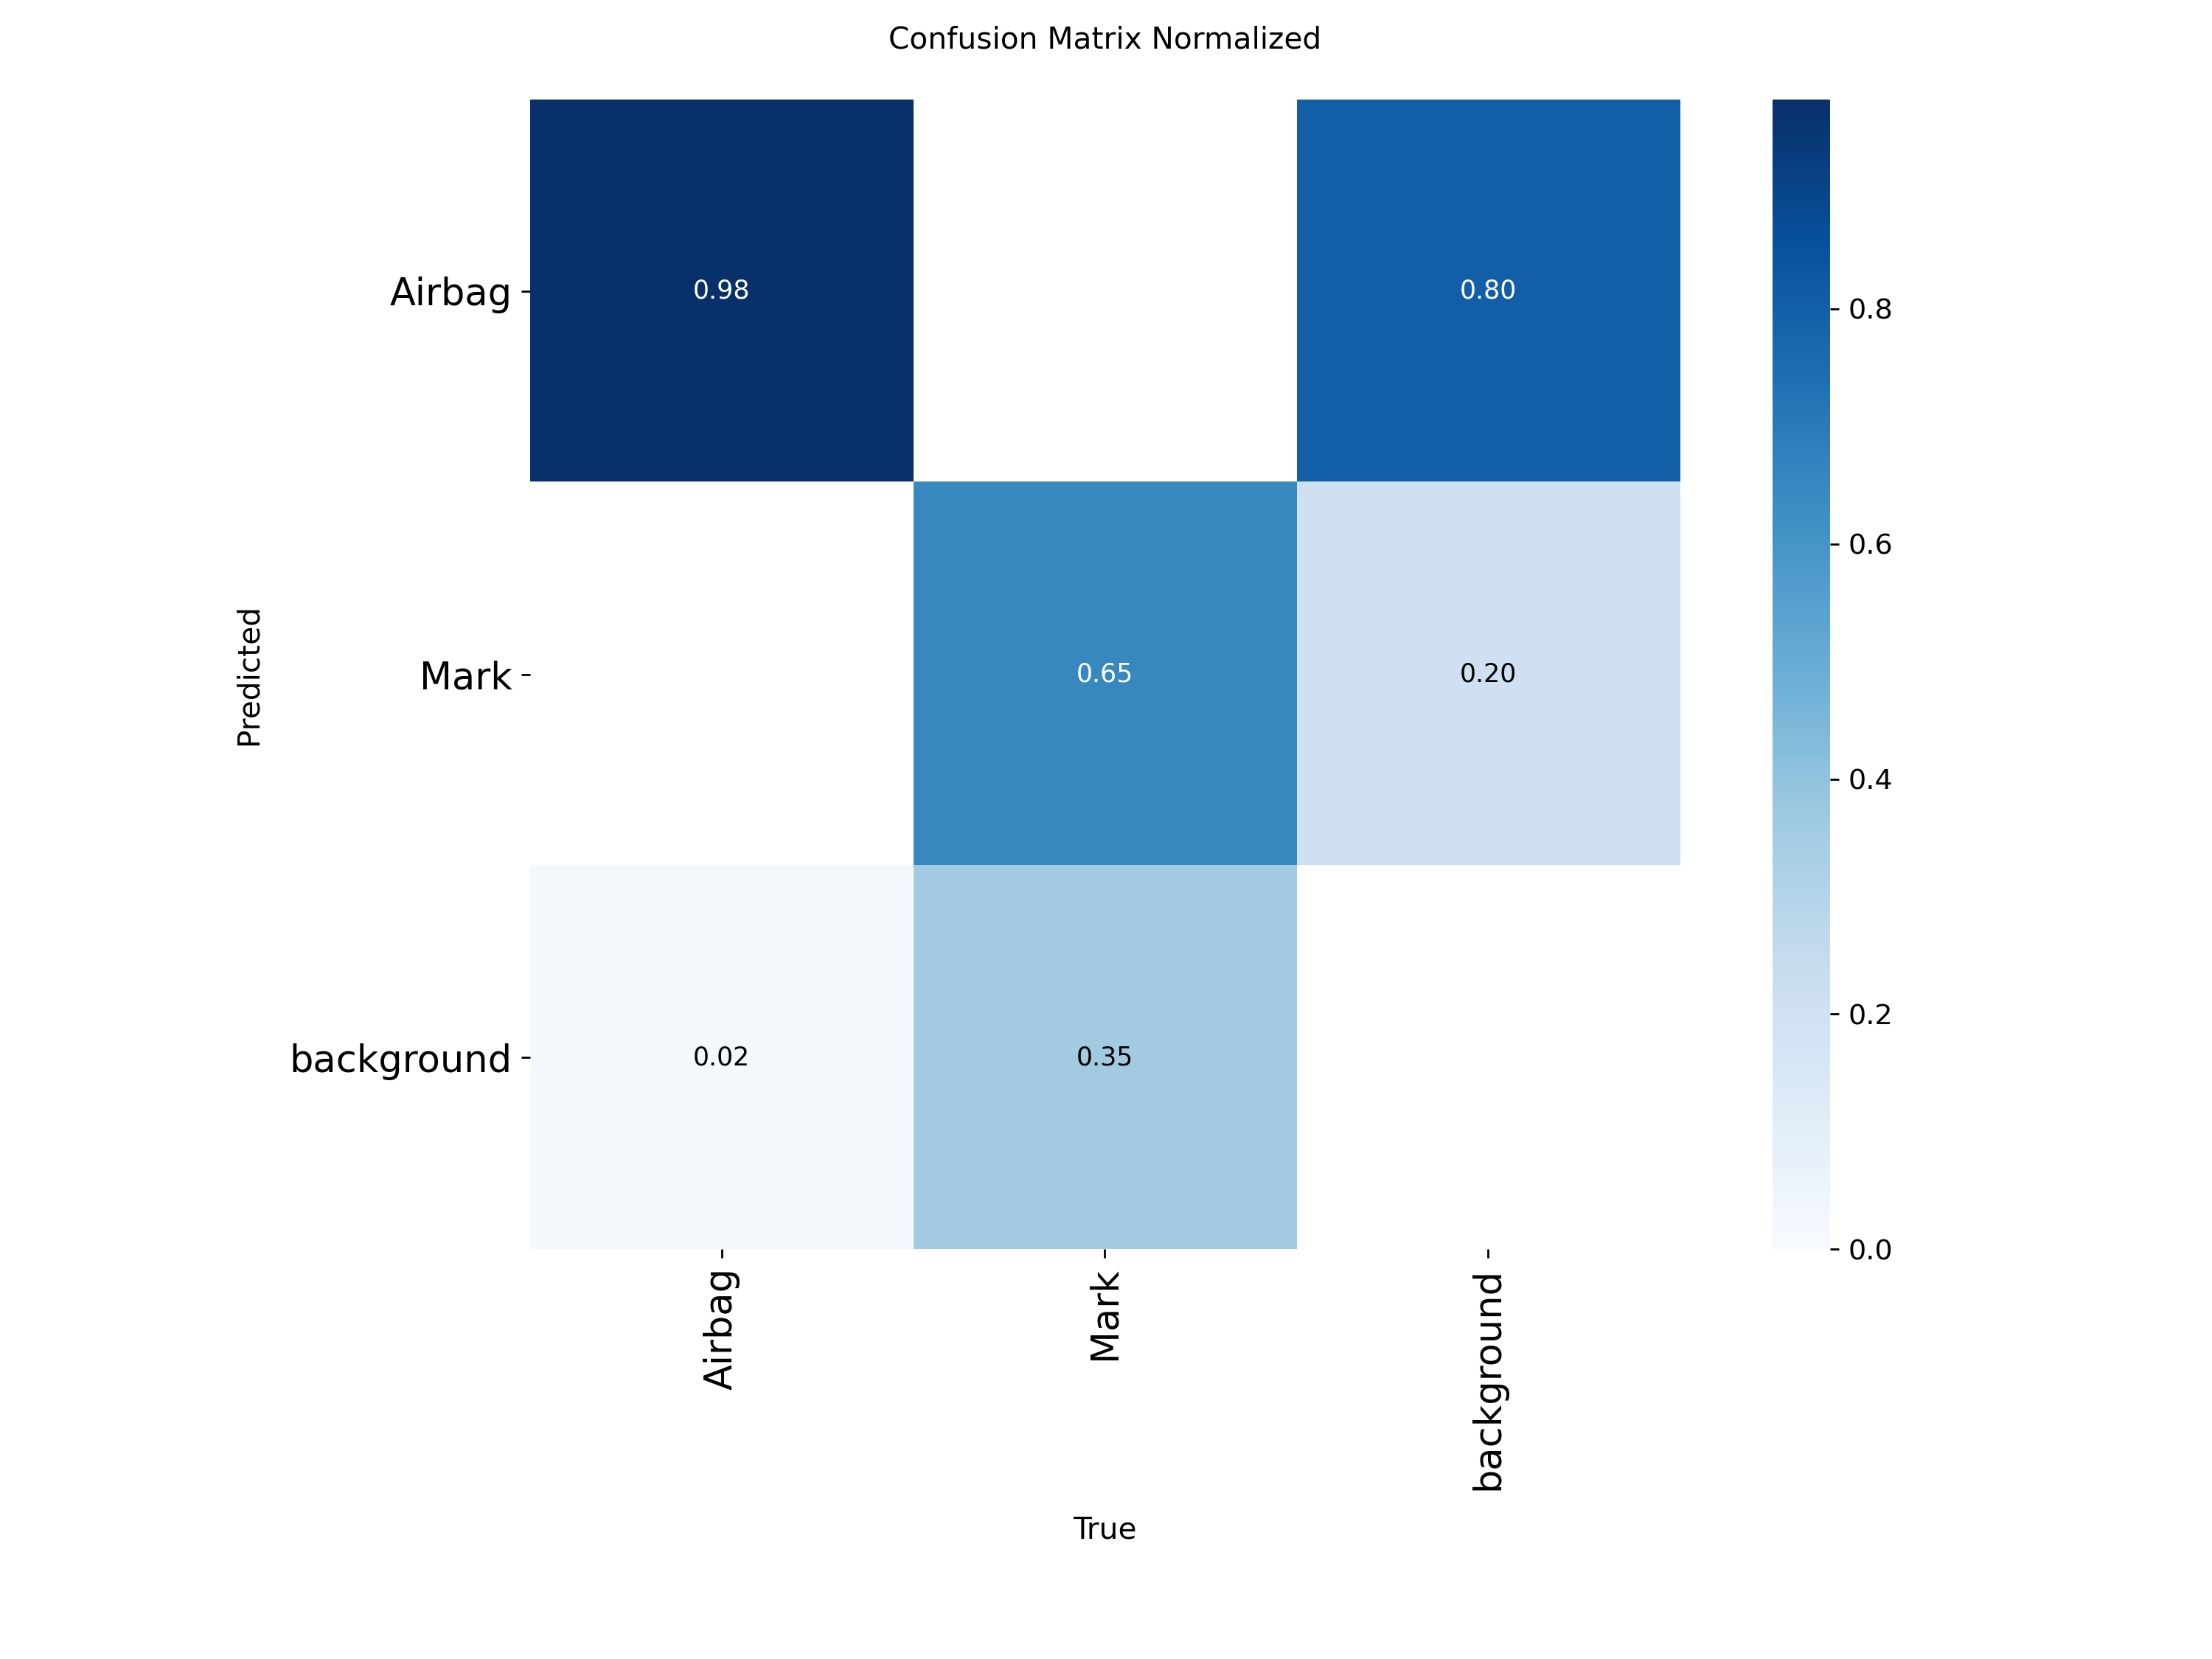 Confusion Matrix Normalized
Airbag
0.98
0.80
Mark
0.65
0.20
background
0.02
0.35
Predicted
Airbag
Mark
background
True
0.8
0.6
0.4
0.2
0.0